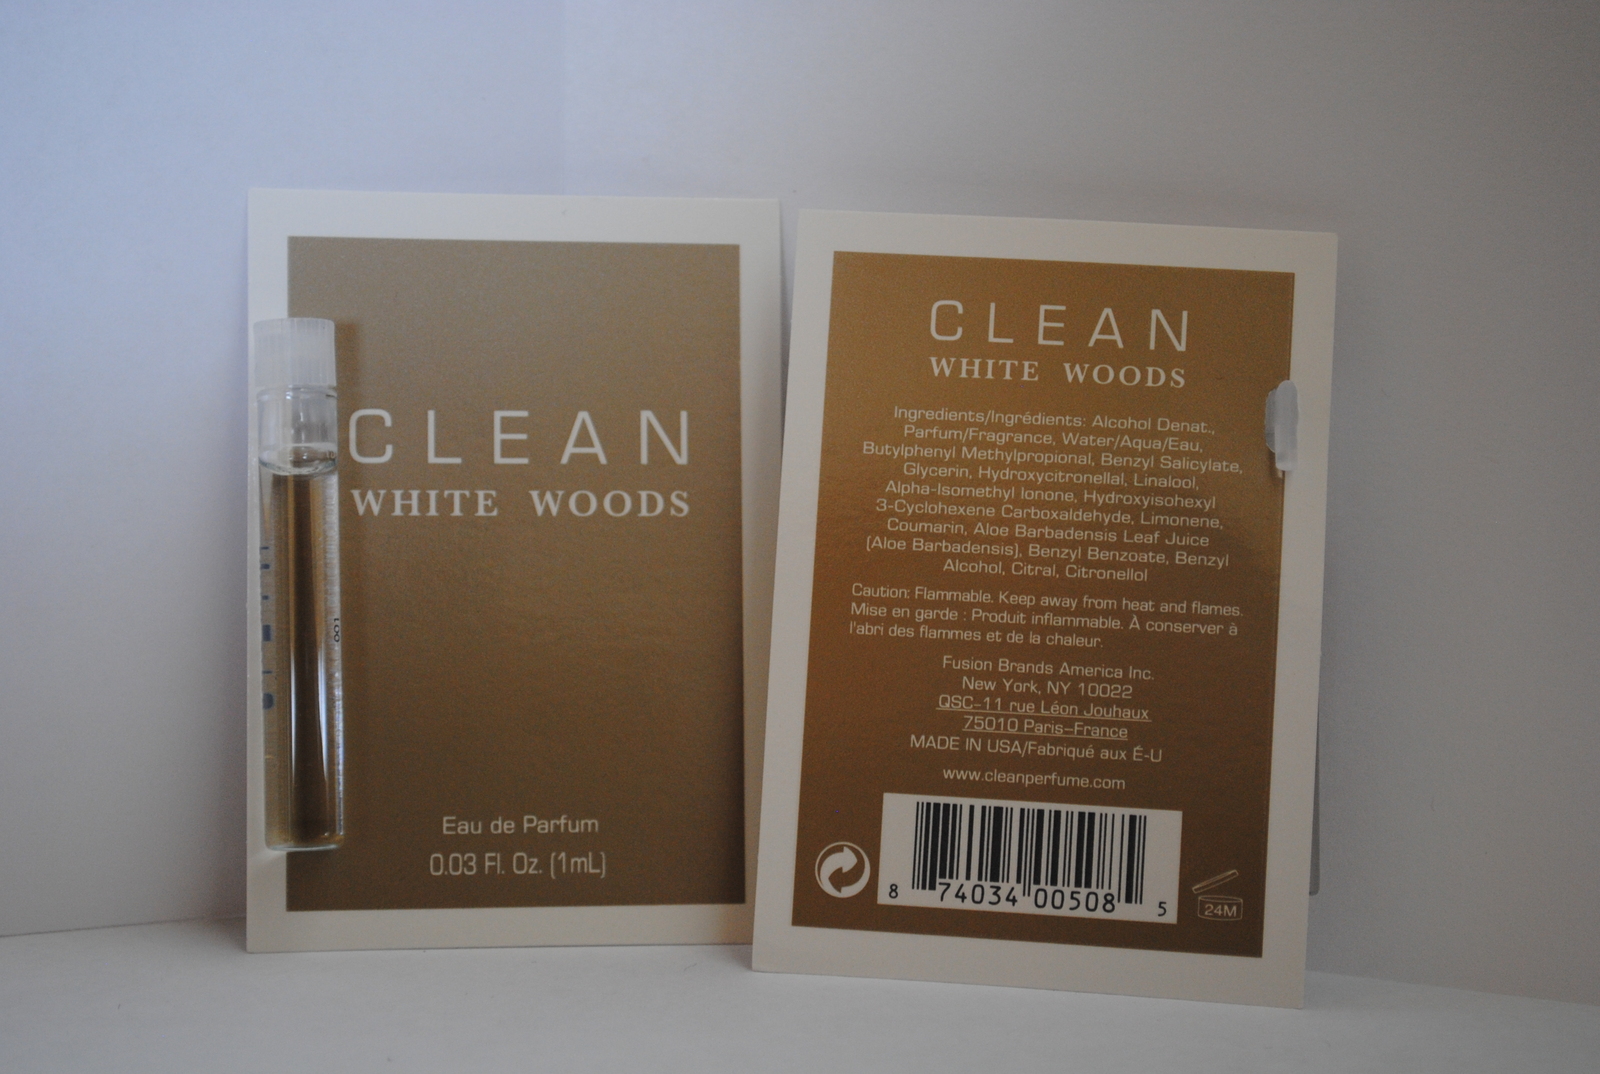 CLEAN
WHITE WOODS
Eau de Parfum
0.03 Fl. Oz. (1mL)
001
CLEAN
WHITE WOODS
Ingredients/Ingrédients: Alcohol Denat.,
Parfum/Fragrance, Water/Aqua/Eau,
Butylphenyl Methylpropional, Benzyl Salicylate,
Glycerin, Hydroxycitronellal, Linalool,
Alpha-Isomethyl Ionone, Hydroxyisohexyl
3-Cyclohexene Carboxaldehyde, Limonene,
Coumarin, Aloe Barbadensis Leaf Juice
(Aloe Barbadensis), Benzyl Benzoate, Benzyl
Alcohol, Citral, Citronellol
Caution: Flammable. Keep away from heat and flames.
Mise en garde : Produit inflammable. À conserver à
l'abri des flammes et de la chaleur.
Fusion Brands America Inc.
New York, NY 10022
QSC-11 rue Léon Jouhaux
75010 Paris-France
MADE IN USA/Fabriqué aux É-U
www.cleanperfume.com
8 74034 00508 5
24M